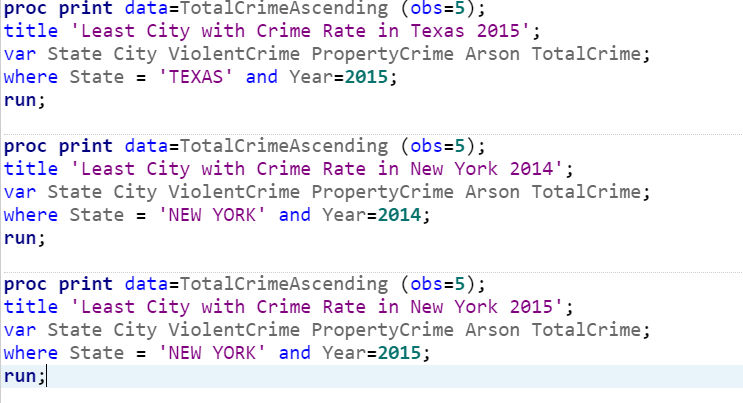 proc print data=TotalCrimeAscending (obs=5);
title 'Least City with Crime Rate in Texas 2015';
var State City ViolentCrime PropertyCrime Arson TotalCrime;
where State = 'TEXAS' and Year=2015;
run;
proc print data=TotalCrimeAscending (obs=5);
title 'Least City with Crime Rate in New York 2014';
var State City ViolentCrime PropertyCrime Arson TotalCrime;
where State = 'NEW YORK' and Year=2014;
run;
proc print data=TotalCrimeAscending (obs=5);
title 'Least City with Crime Rate in New York 2015';
var State City ViolentCrime PropertyCrime Arson TotalCrime;
where State = 'NEW YORK' and Year=2015;
run;